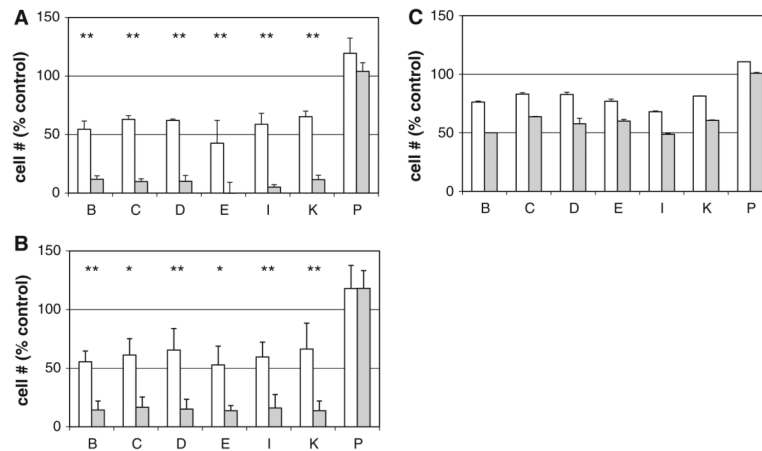 A
150
** ** ** ** ** **
100
50
0
cell # (% control)
B C D E I K P
B
150
** * ** * ** **
100
50
0
cell # (% control)
B C D E I K P
C
150
100
50
0
cell # (% control)
B C D E I K P